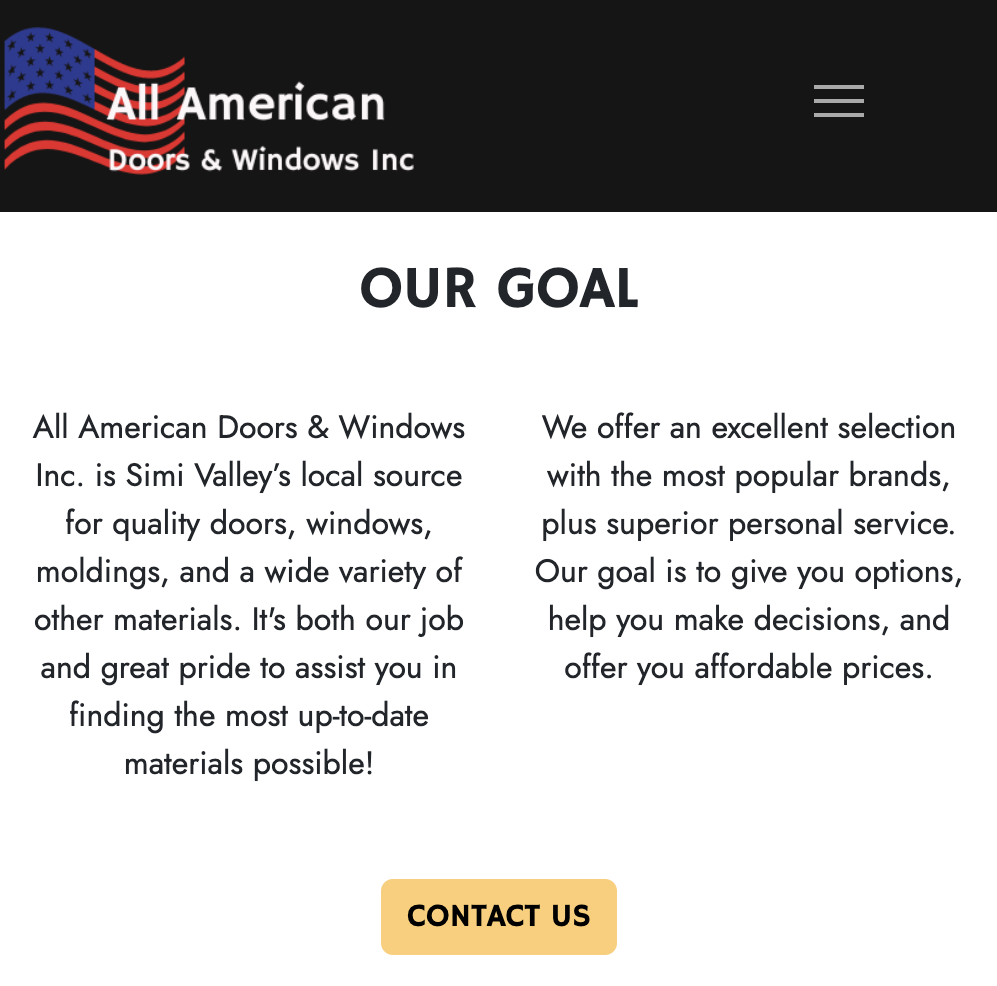 All American
Doors & Windows Inc
OUR GOAL
All American Doors & Windows
Inc. is Simi Valley’s local source
for quality doors, windows,
moldings, and a wide variety of
other materials. It's both our job
and great pride to assist you in
finding the most up-to-date
materials possible!
We offer an excellent selection
with the most popular brands,
plus superior personal service.
Our goal is to give you options,
help you make decisions, and
offer you affordable prices.
CONTACT US